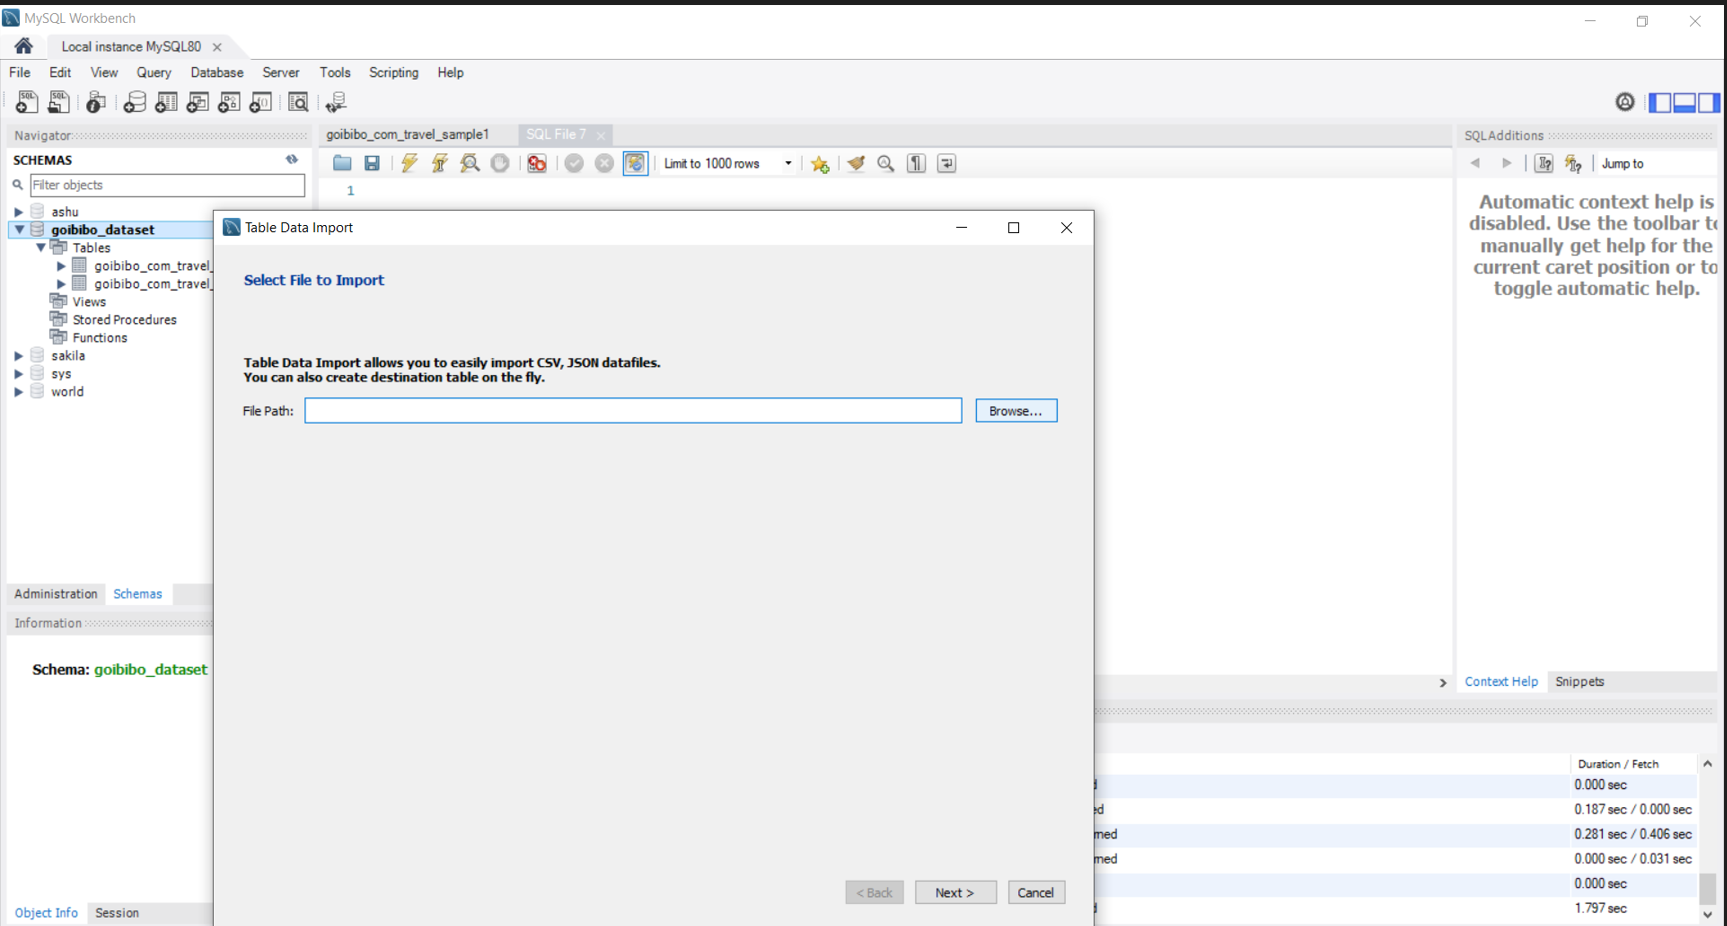 MySQL Workbench
Local instance MySQL80
File Edit View Query Database Server Tools Scripting Help
Navigator
SCHEMAS
Filter objects
ashu
goibibo_dataset
Tables
goibibo_com_travel_
goibibo_com_travel_
Views
Stored Procedures
Functions
sakila
sys
world
Administration Schemas
Information
Schema: goibibo_dataset
Object Info Session
goibibo_com_travel_sample1 SQL File 7
Limit to 1000 rows
1
Table Data Import
Select File to Import
Table Data Import allows you to easily import CSV, JSON datafiles.
You can also create destination table on the fly.
File Path: Browse...
< Back Next > Cancel
SQLAdditions
Jump to
Automatic context help is
disabled. Use the toolbar to
manually get help for the
current caret position or to
toggle automatic help.
Context Help Snippets
Duration / Fetch
0.000 sec
ed 0.187 sec / 0.000 sec
med 0.281 sec / 0.406 sec
med 0.000 sec / 0.031 sec
0.000 sec
1.797 sec